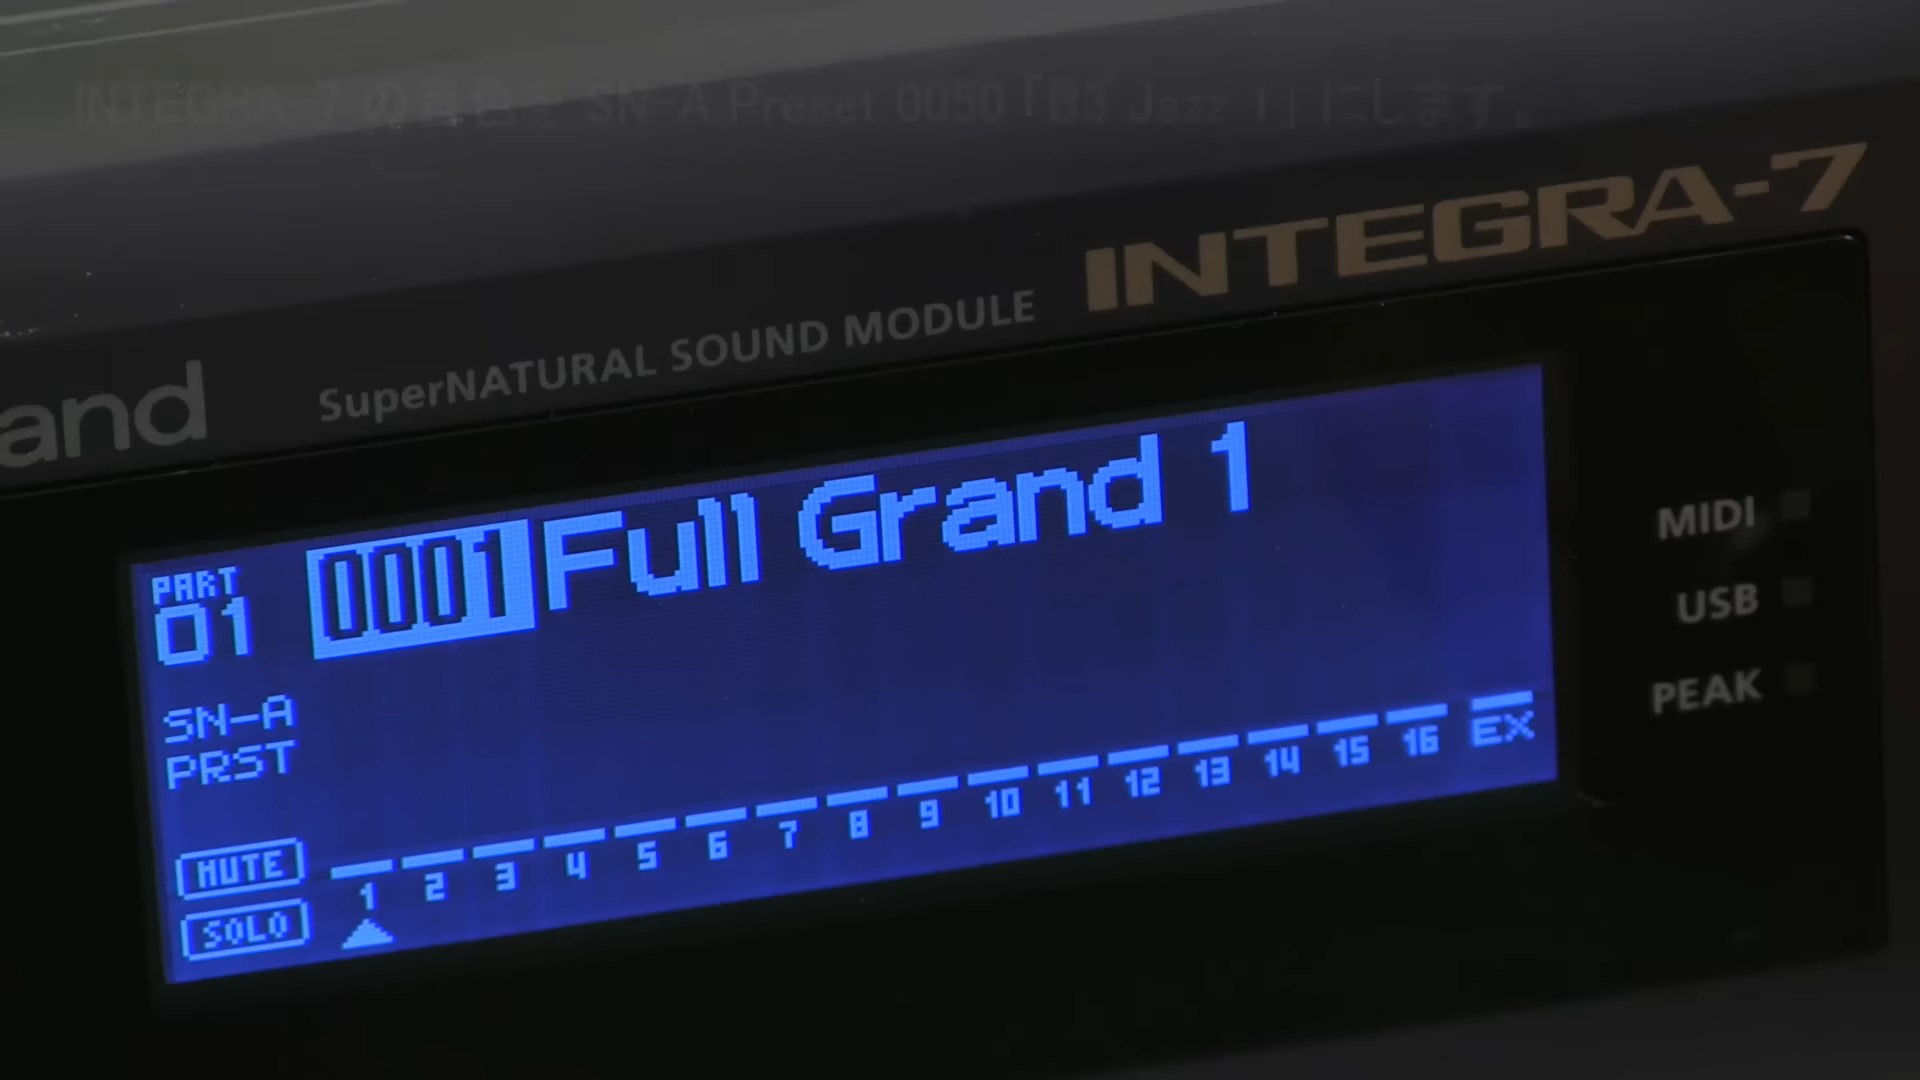 INTEGRA-7 の音色を SN-A Preset 0050「B3 Jazz 1」にします。
INTEGRA-7
and SuperNATURAL SOUND MODULE
PART
01
0001 Full Grand 1
SN-A
PRST
MUTE
SOLO
1 2 3 4 5 6 7 8 9 10 11 12 13 14 15 16 EX
MIDI
USB
PEAK